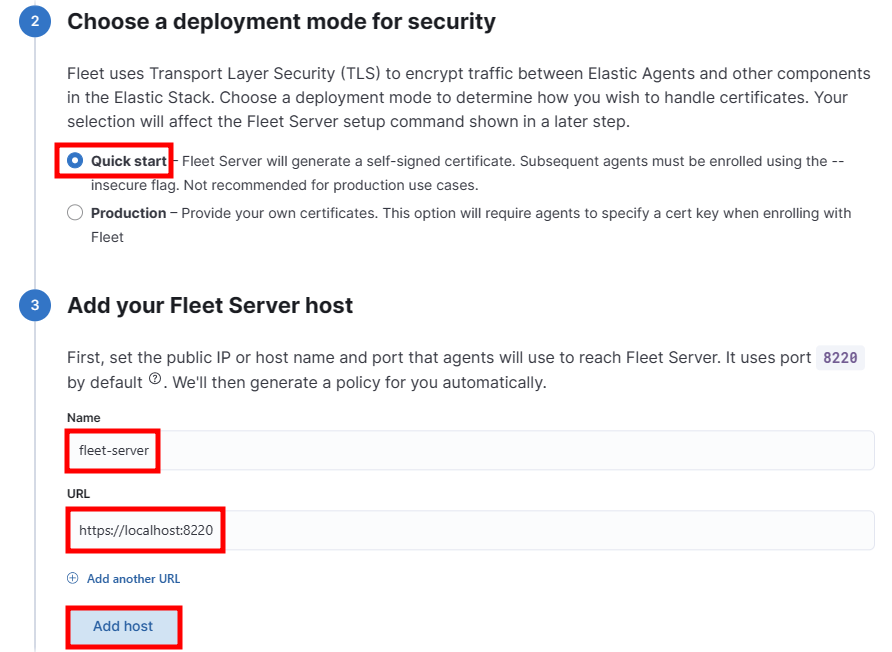 2
Choose a deployment mode for security
Fleet uses Transport Layer Security (TLS) to encrypt traffic between Elastic Agents and other components
in the Elastic Stack. Choose a deployment mode to determine how you wish to handle certificates. Your
selection will affect the Fleet Server setup command shown in a later step.
Quick start – Fleet Server will generate a self-signed certificate. Subsequent agents must be enrolled using the --
insecure flag. Not recommended for production use cases.
Production – Provide your own certificates. This option will require agents to specify a cert key when enrolling with
Fleet
3
Add your Fleet Server host
First, set the public IP or host name and port that agents will use to reach Fleet Server. It uses port 8220
by default ?. We'll then generate a policy for you automatically.
Name
fleet-server
URL
https://localhost:8220
Add another URL
Add host